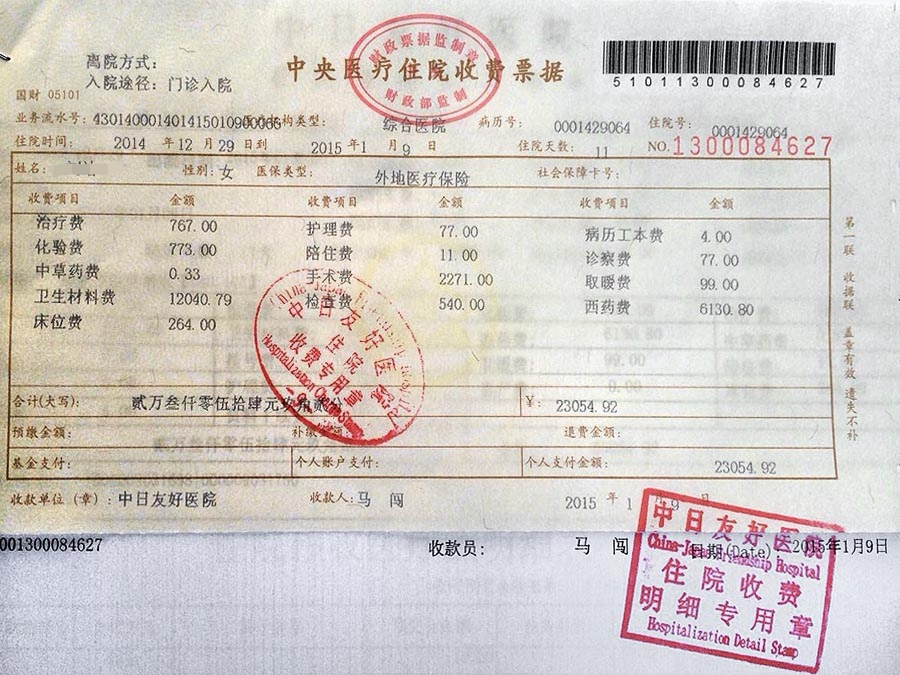 财政票据监制章
财政部监制
中央医疗住院收费票据
510113000084627
离院方式：
入院途径：门诊入院
国财 05101
业务流水号：430140001401415010900066 机构类型： 综合医院 病历号： 0001429064 住院号： 0001429064
住院时间： 2014 年 12 月 29 日到 2015 年 1 月 9 日 住院天数： 11 NO.1300084627
姓名： 性别：女 医保类型： 外地医疗保险 社会保障卡号：
收费项目 金额 收费项目 金额 收费项目 金额
治疗费 767.00 护理费 77.00 病历工本费 4.00
化验费 773.00 陪住费 11.00 诊察费 77.00
中草药费 0.33 手术费 2271.00 取暖费 99.00
卫生材料费 12040.79 检查费 540.00 西药费 6130.80
床位费 264.00
中日友好医院
住院
收费专用章
Hospitalization Charge Stamp
合计(大写)： 贰万叁仟零伍拾肆元玖角贰分 ￥： 23054.92
预缴金额： 补缴金额： 退费金额：
基金支付： 个人账户支付： 个人支付金额： 23054.92
收款单位（章）：中日友好医院 收款人：马 闯 2015 年 1 月 9 日
第一联 收据联 盖章有效 遗失不补
001300084627 收款员： 马 闯 日期(Date) 2015年1月9日
中日友好医院
China-Japan Friendship Hospital
住院收费
明细专用章
Hospitalization Detail Stamp